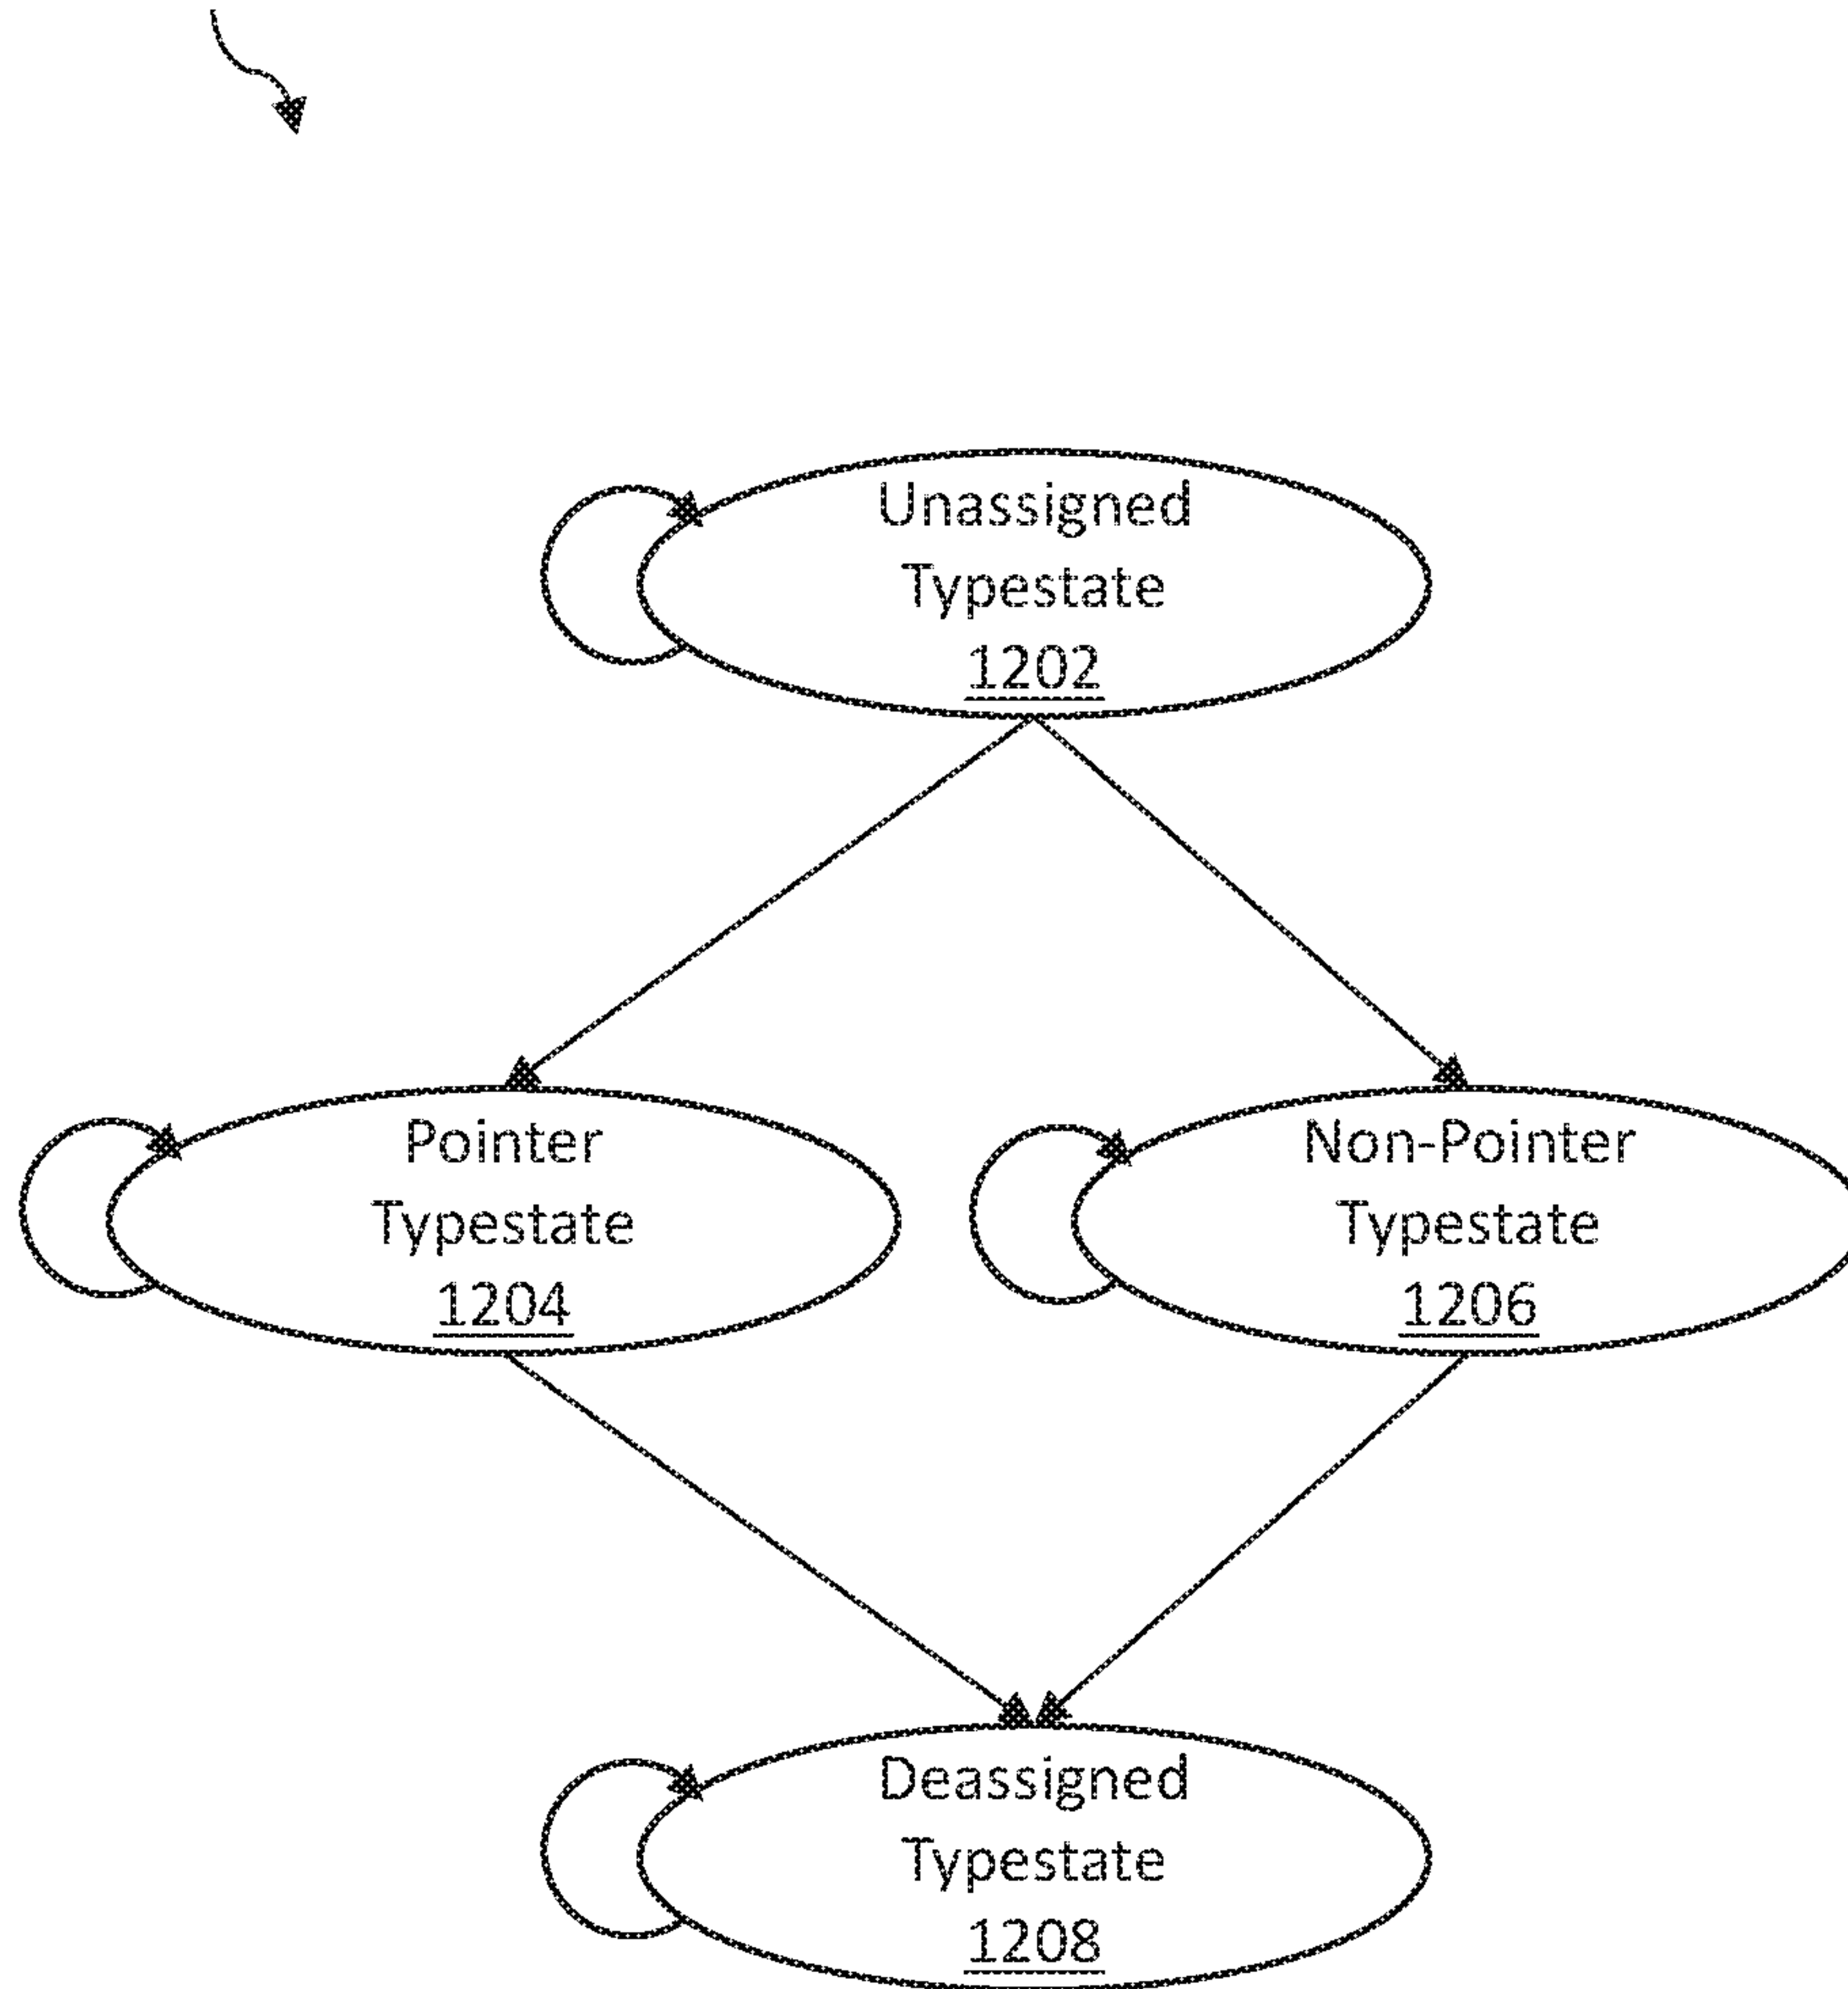 Unassigned
Typestate
1202
Pointer
Typestate
1204
Non-Pointer
Typestate
1206
Deassigned
Typestate
1208